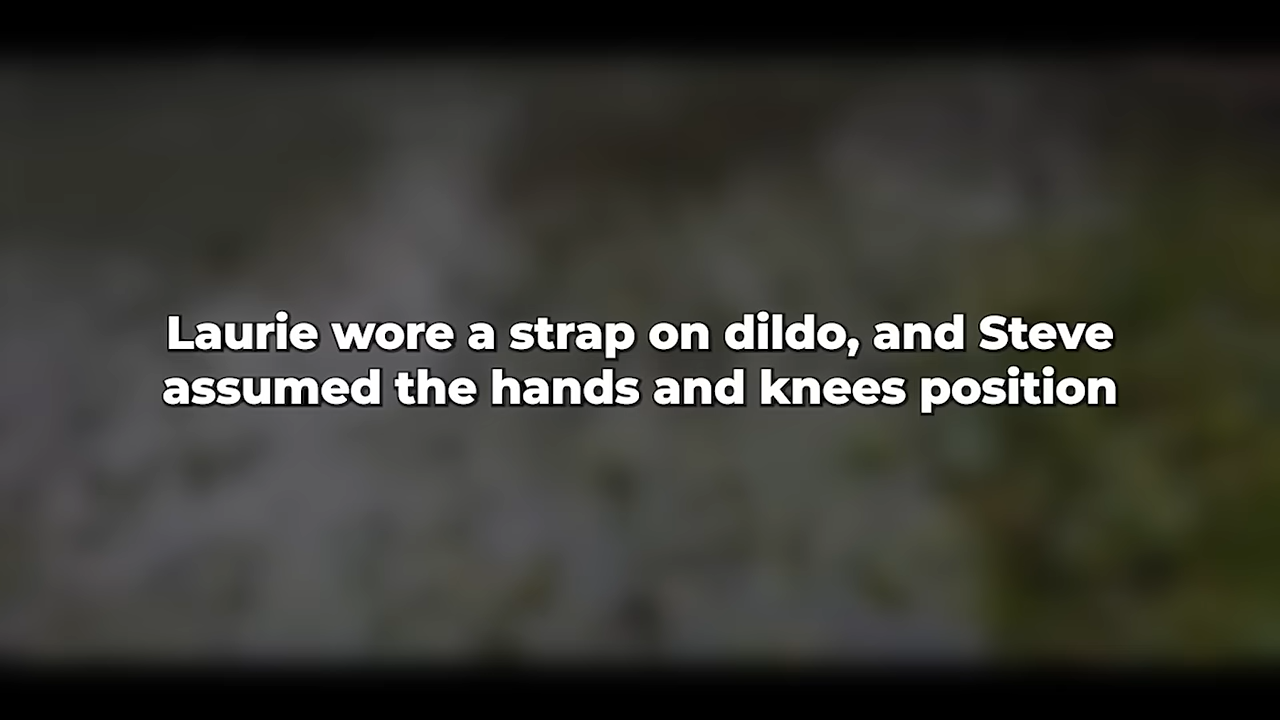 Laurie wore a strap on dildo, and Steve
assumed the hands and knees position